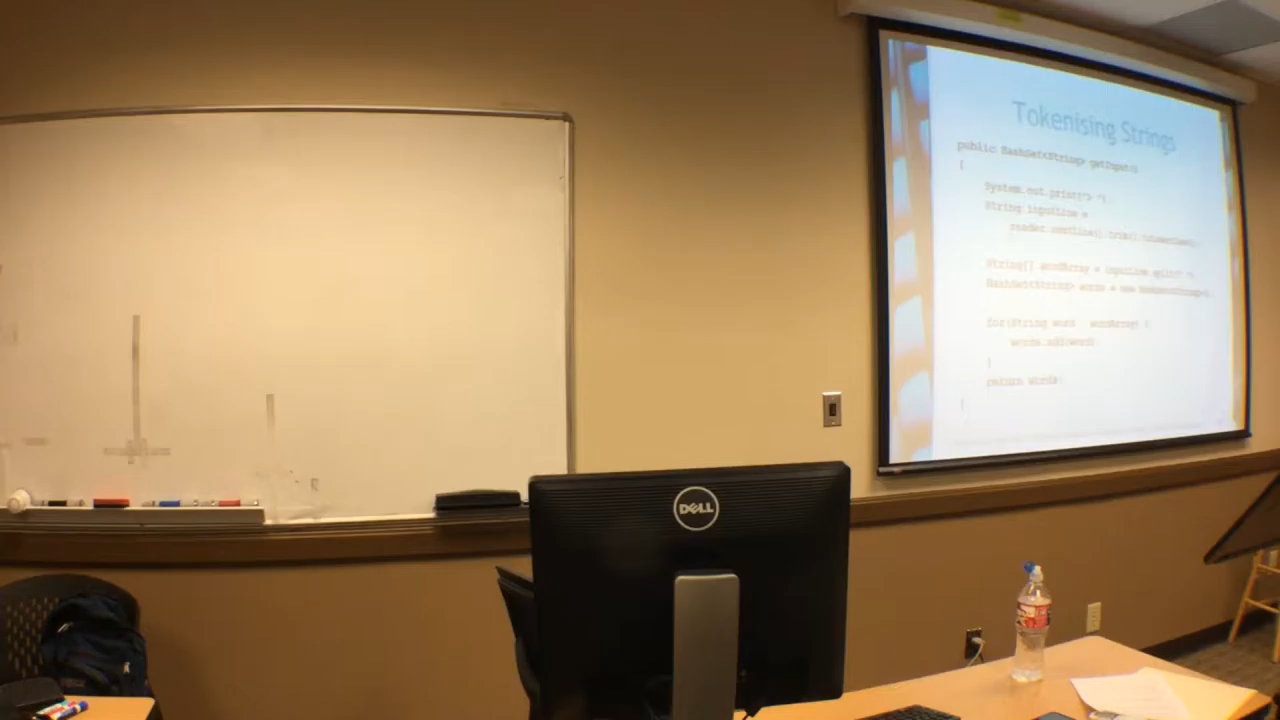 Tokenising Strings
public HashSet<String> getInput()
{
System.out.print("> ");
String inputLine =
reader.nextLine().trim().toLowerCase();
String[] wordArray = inputLine.split(" ");
HashSet<String> words = new HashSet<String>();
for(String word : wordArray) {
words.add(word);
}
return words;
}
DELL